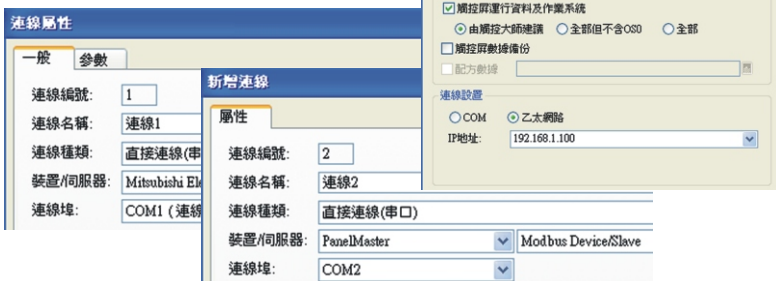 連線屬性
一般 參數
連線編號: 1
連線名稱: 連線1
連線種類: 直接連線(串
裝置/伺服器: Mitsubishi Ele
連線埠: COM1 (連線
新增連線
屬性
連線編號: 2
連線名稱: 連線2
連線種類: 直接連線(串口)
裝置/伺服器: PanelMaster Modbus Device/Slave
連線埠: COM2
觸控屏運行資料及作業系統
由觸控大師建議 全部但不含OS0 全部
觸控屏數據備份
配方數據
連線設置
COM 乙太網路
IP地址: 192.168.1.100